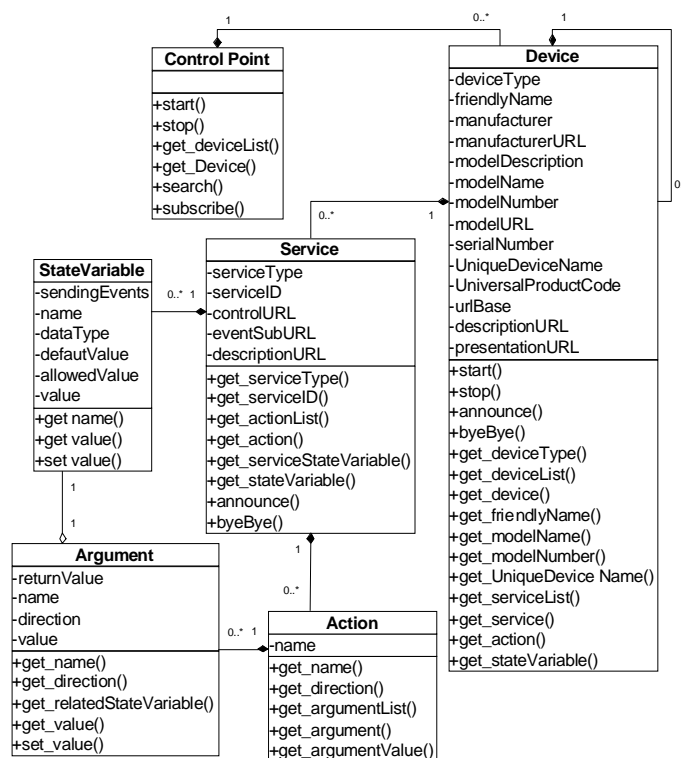 1
0..*
1
Control Point
+start()
+stop()
+get_deviceList()
+get_Device()
+search()
+subscribe()
Device
-deviceType
-friendlyName
-manufacturer
-manufacturerURL
-modelDescription
-modelName
-modelNumber
-modelURL
-serialNumber
-UniqueDeviceName
-UniversalProductCode
-urlBase
-descriptionURL
-presentationURL
+start()
+stop()
+announce()
+byeBye()
+get_deviceType()
+get_deviceList()
+get_device()
+get_friendlyName()
+get_modelName()
+get_modelNumber()
+get_UniqueDevice Name()
+get_serviceList()
+get_service()
+get_action()
+get_stateVariable()
0
0..*
1
Service
-serviceType
-serviceID
-controlURL
-eventSubURL
-descriptionURL
+get_serviceType()
+get_serviceID()
+get_actionList()
+get_action()
+get_serviceStateVariable()
+get_stateVariable()
+announce()
+byeBye()
StateVariable
-sendingEvents
-name
-dataType
-defautValue
-allowedValue
-value
+get name()
+get value()
+set value()
0..* 1
1
1
1
0..*
Argument
-returnValue
-name
-direction
-value
+get_name()
+get_direction()
+get_relatedStateVariable()
+get_value()
+set_value()
0..* 1
Action
-name
+get_name()
+get_direction()
+get_argumentList()
+get_argument()
+get_argumentValue()